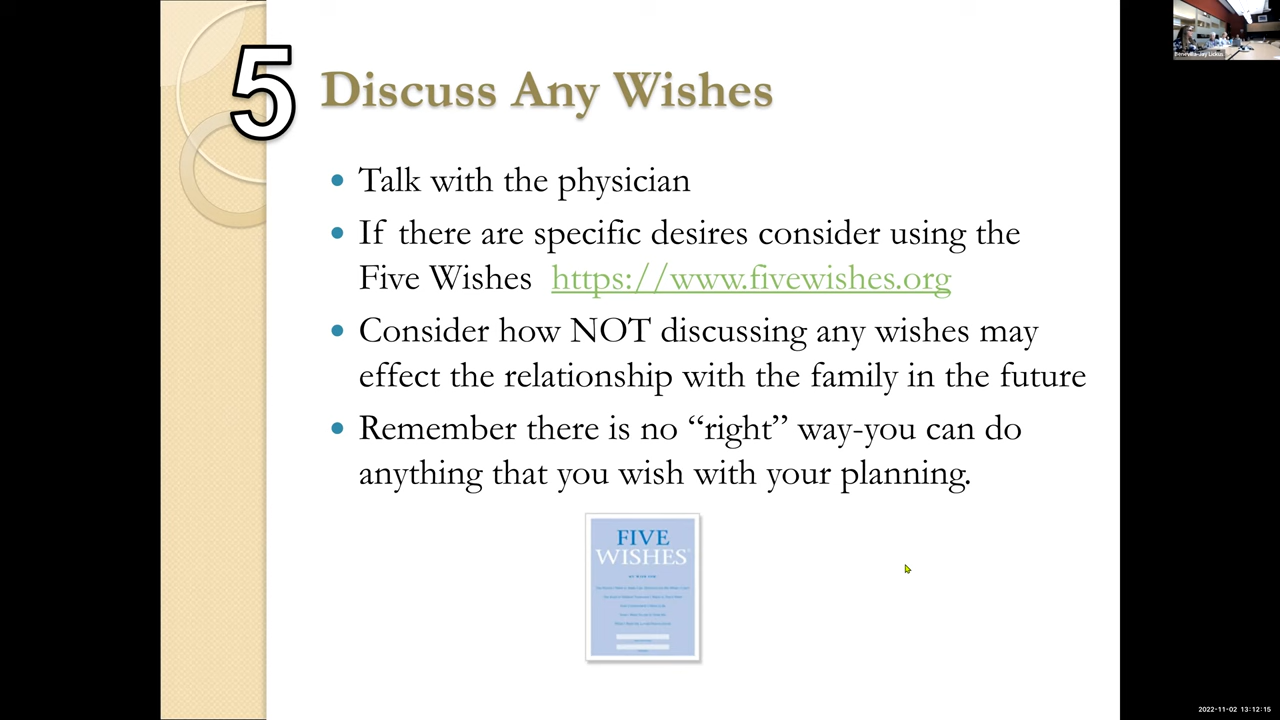 5 Discuss Any Wishes
Talk with the physician
If there are specific desires consider using the
Five Wishes https://www.fivewishes.org
Consider how NOT discussing any wishes may
effect the relationship with the family in the future
Remember there is no “right” way-you can do
anything that you wish with your planning.
FIVE
WISHES®
MY WISH FOR:
2022-11-02 13:12:15